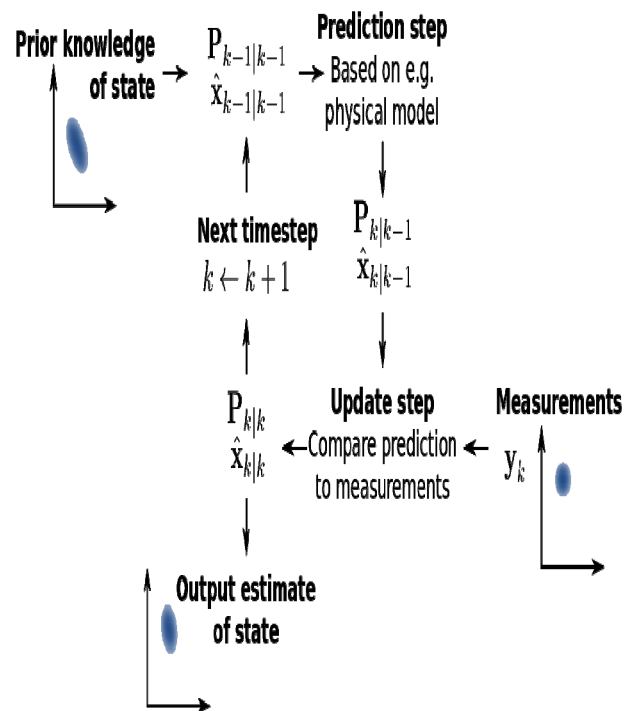 Prior knowledge
of state
P_{k−1|k−1}
x̂_{k−1|k−1}
Prediction step
Based on e.g.
physical model
P_{k|k−1}
x̂_{k|k−1}
Next timestep
k ← k + 1
P_{k|k}
x̂_{k|k}
Update step
Compare prediction
to measurements
Measurements
y_k
Output estimate
of state